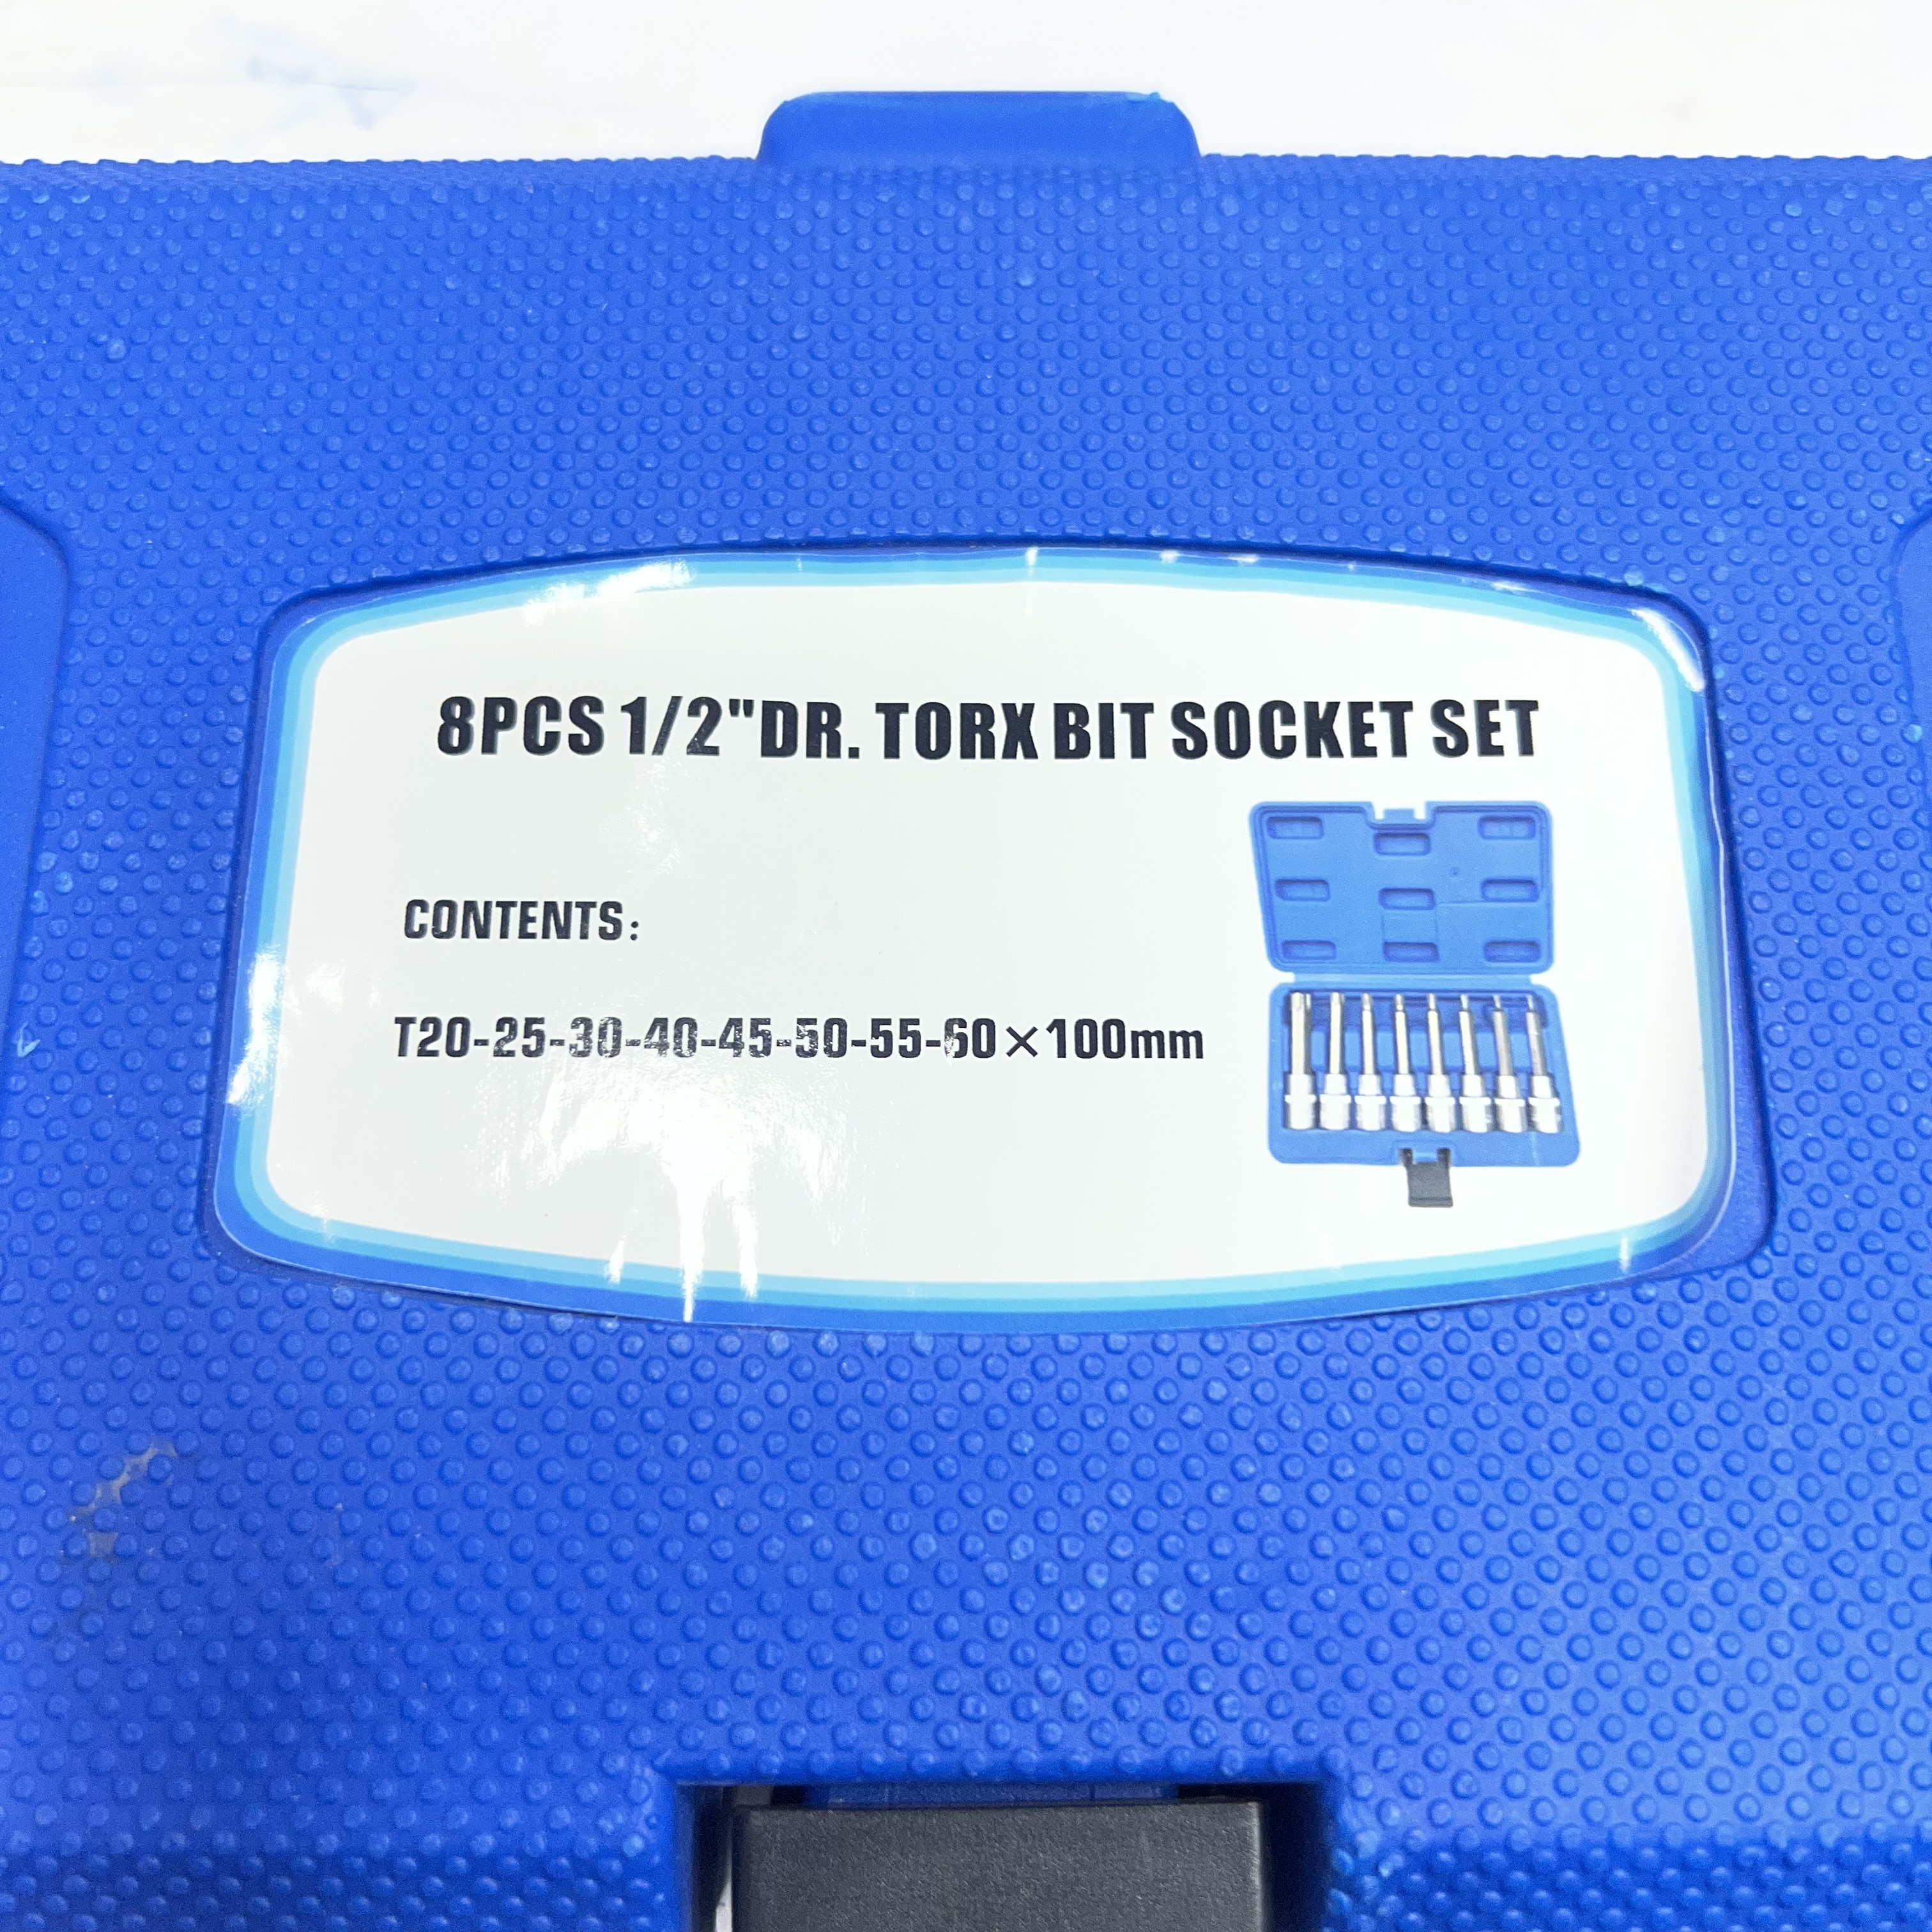 8PCS 1/2"DR. TORX BIT SOCKET SET
CONTENTS:
T20-25-30-40-45-50-55-60×100mm